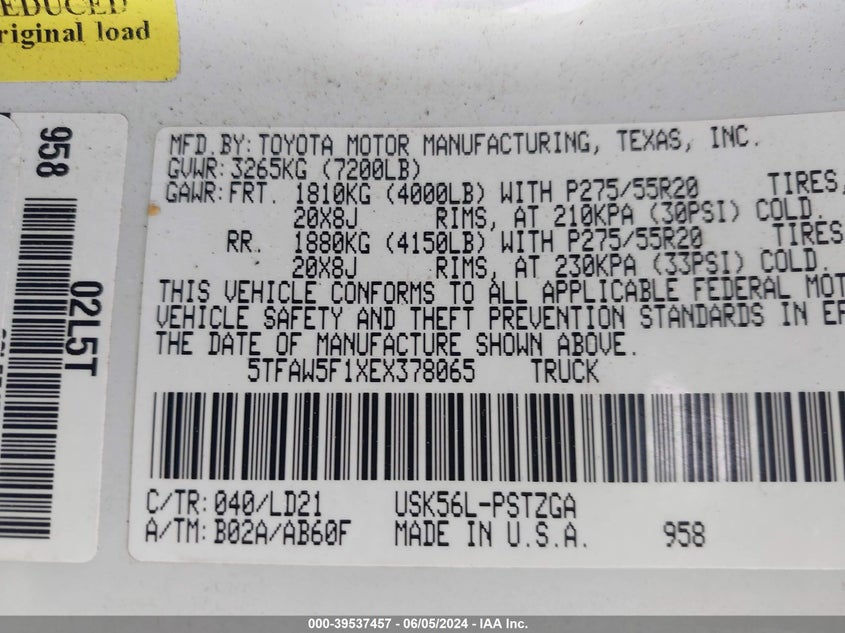 EDUCED
riginal load
958
02L5T
MFD.BY: TOYOTA MOTOR MANUFACTURING, TEXAS, INC.
GVWR: 3265KG (7200LB)
GAWR: FRT. 1810KG (4000LB) WITH P275/55R20 TIRES,
20X8J RIMS, AT 210KPA (30PSI) COLD.
RR. 1880KG (4150LB) WITH P275/55R20 TIRES
20X8J RIMS, AT 230KPA (33PSI) COLD.
THIS VEHICLE CONFORMS TO ALL APPLICABLE FEDERAL MOT
VEHICLE SAFETY AND THEFT PREVENTION STANDARDS IN EF
THE DATE OF MANUFACTURE SHOWN ABOVE.
5TFAW5F1XEX378065 TRUCK
C/TR: 040/LD21 USK56L-PSTZGA
A/TM: B02A/AB60F MADE IN U.S.A. 958
000-39537457 - 06/05/2024 - IAA Inc.